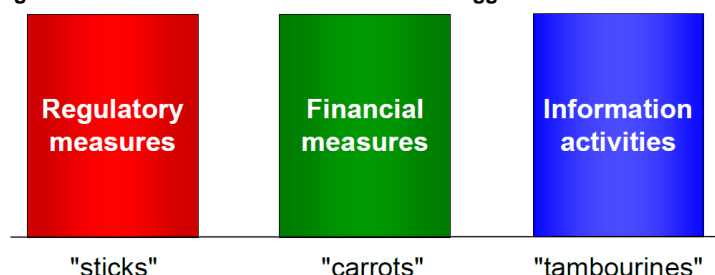 Regulatory
measures
Financial
measures
Information
activities
"sticks"
"carrots"
"tambourines"